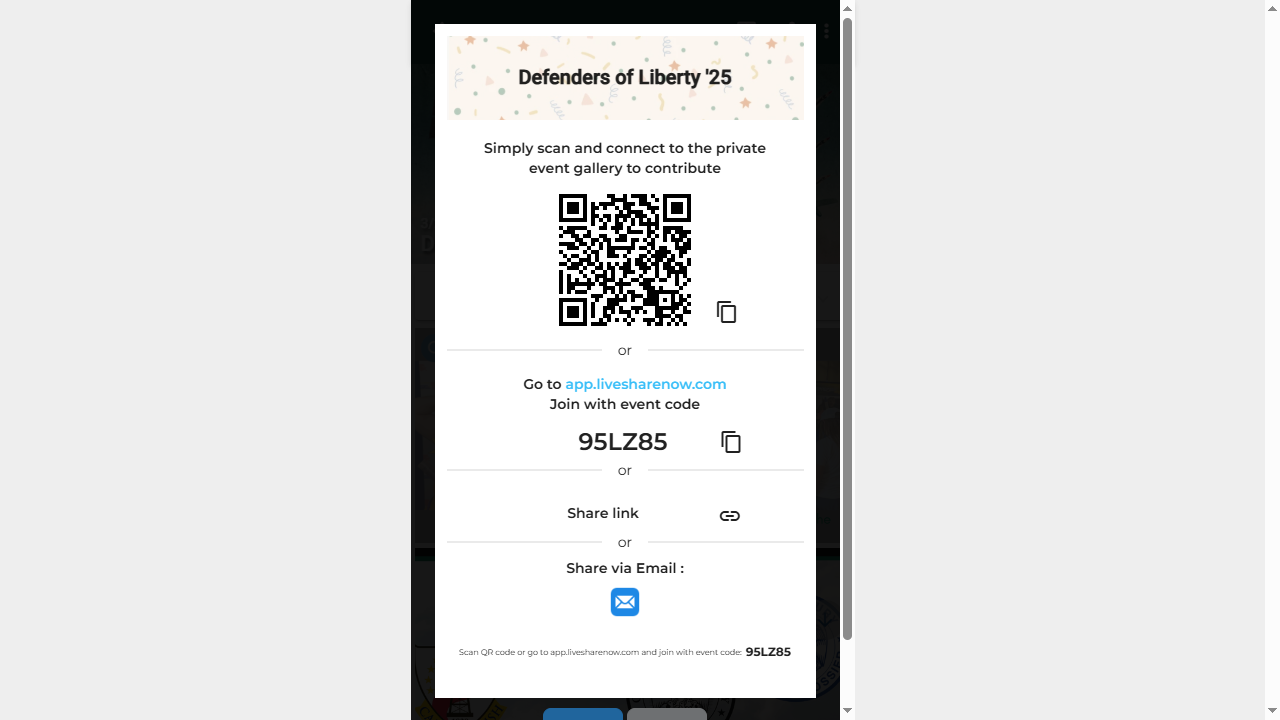 Defenders of Liberty '25
Simply scan and connect to the private
event gallery to contribute
or
Go to app.livesharenow.com
Join with event code
95LZ85
or
Share link
or
Share via Email :
Scan QR code or go to app.livesharenow.com and join with event code: 95LZ85